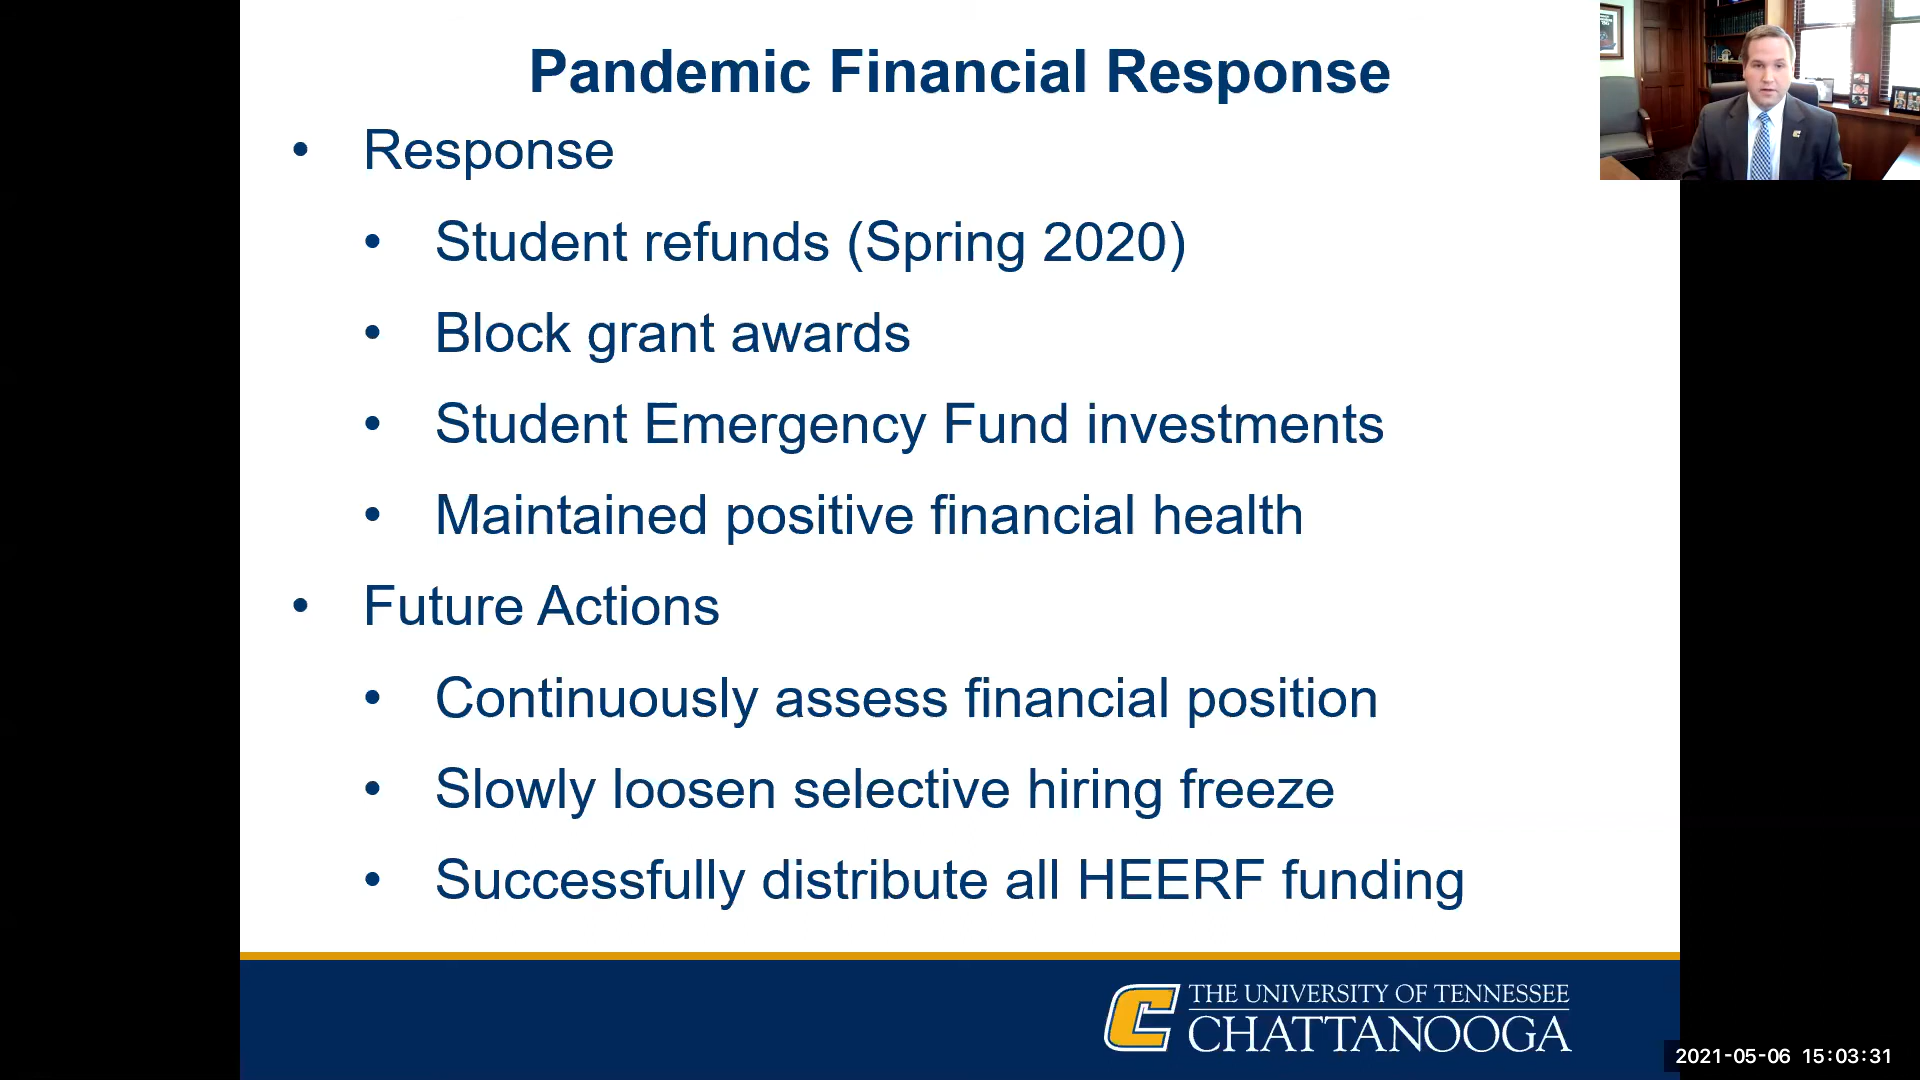 Pandemic Financial Response
• Response
• Student refunds (Spring 2020)
• Block grant awards
• Student Emergency Fund investments
• Maintained positive financial health
• Future Actions
• Continuously assess financial position
• Slowly loosen selective hiring freeze
• Successfully distribute all HEERF funding
C THE UNIVERSITY OF TENNESSEE
CHATTANOOGA
2021-05-06 15:03:31